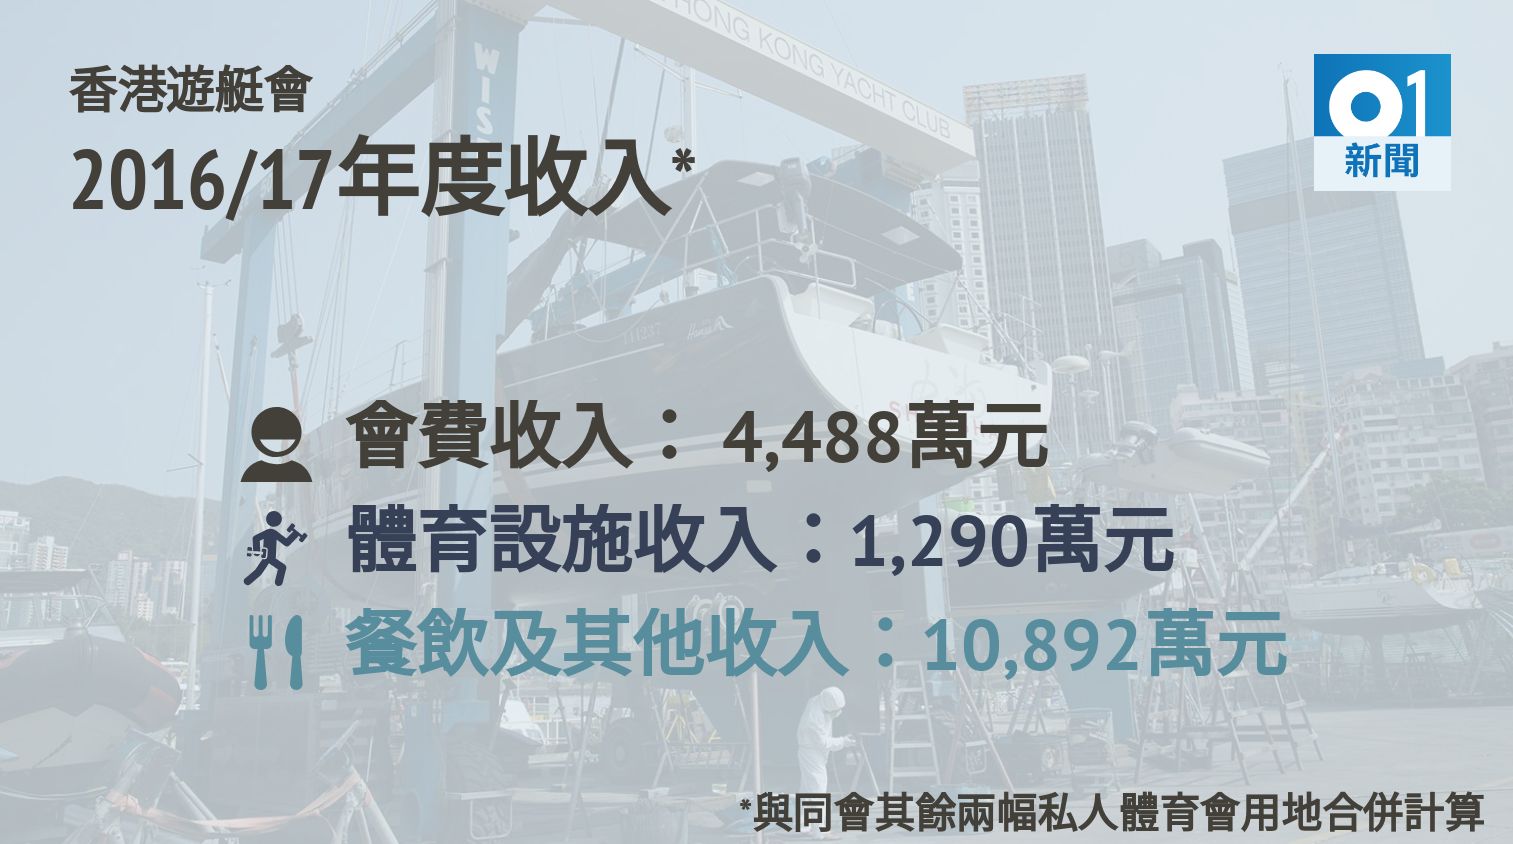 香港遊艇會
2016/17年度收入*
01
新聞
HONG KONG YACHT CLUB
WIS
會費收入： 4,488萬元
體育設施收入：1,290萬元
餐飲及其他收入：10,892萬元
*與同會其餘兩幅私人體育會用地合併計算